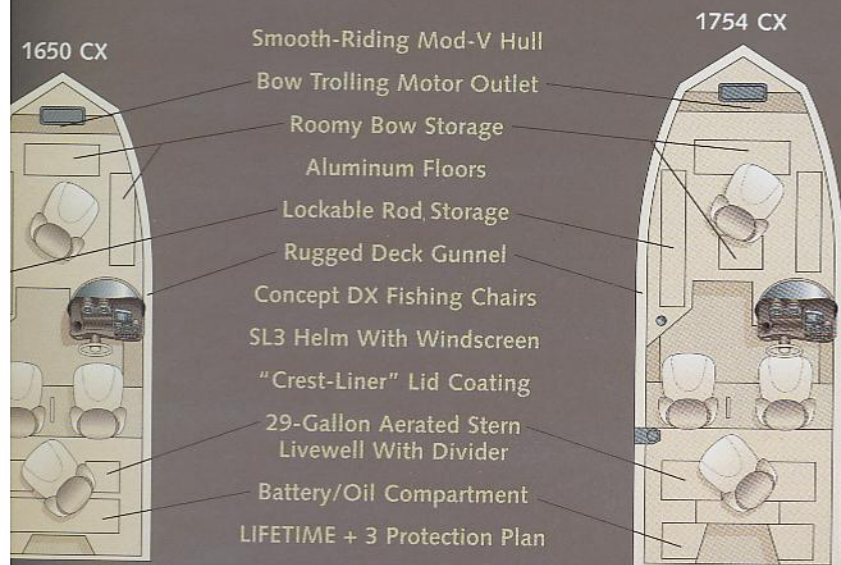 1650 CX
1754 CX
Smooth-Riding Mod-V Hull
Bow Trolling Motor Outlet
Roomy Bow Storage
Aluminum Floors
Lockable Rod Storage
Rugged Deck Gunnel
Concept DX Fishing Chairs
SL3 Helm With Windscreen
"Crest-Liner" Lid Coating
29-Gallon Aerated Stern
Livewell With Divider
Battery/Oil Compartment
LIFETIME + 3 Protection Plan